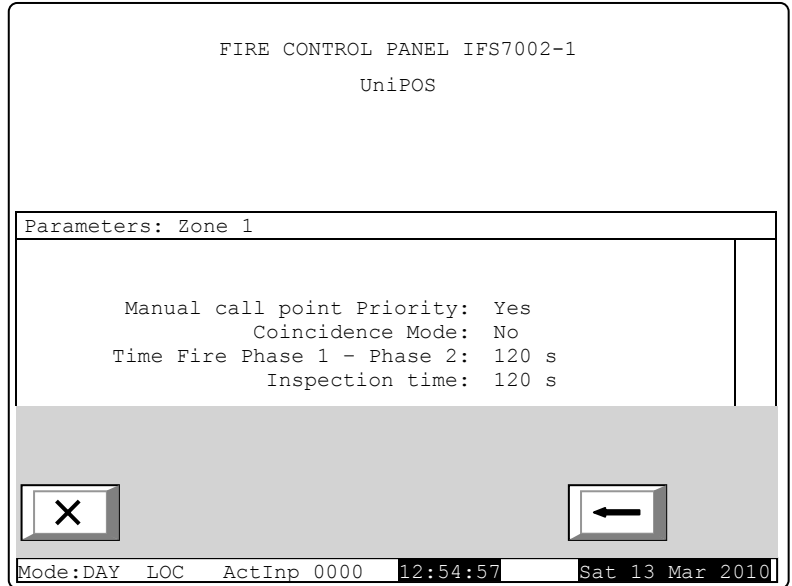 FIRE CONTROL PANEL IFS7002-1
UniPOS
Parameters: Zone 1
Manual call point Priority: Yes
Coincidence Mode: No
Time Fire Phase 1 – Phase 2: 120 s
Inspection time: 120 s
Mode:DAY LOC ActInp 0000 12:54:57 Sat 13 Mar 2010